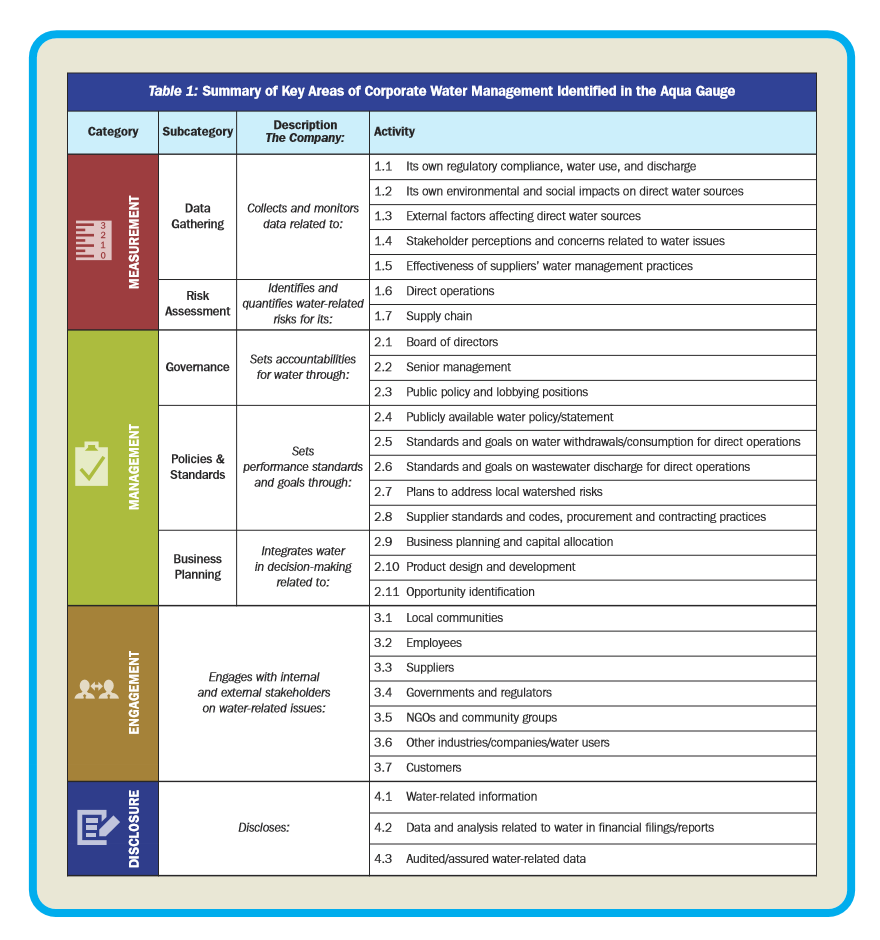 Table 1: Summary of Key Areas of Corporate Water Management Identified in the Aqua Gauge
Category
Subcategory
Description
The Company:
Activity
MEASUREMENT
3
2
1
0
Data
Gathering
Collects and monitors
data related to:
1.1 Its own regulatory compliance, water use, and discharge
1.2 Its own environmental and social impacts on direct water sources
1.3 External factors affecting direct water sources
1.4 Stakeholder perceptions and concerns related to water issues
1.5 Effectiveness of suppliers’ water management practices
Risk
Assessment
Identifies and
quantifies water-related
risks for its:
1.6 Direct operations
1.7 Supply chain
MANAGEMENT
Governance
Sets accountabilities
for water through:
2.1 Board of directors
2.2 Senior management
2.3 Public policy and lobbying positions
Policies &
Standards
Sets
performance standards
and goals through:
2.4 Publicly available water policy/statement
2.5 Standards and goals on water withdrawals/consumption for direct operations
2.6 Standards and goals on wastewater discharge for direct operations
2.7 Plans to address local watershed risks
2.8 Supplier standards and codes, procurement and contracting practices
Business
Planning
Integrates water
in decision-making
related to:
2.9 Business planning and capital allocation
2.10 Product design and development
2.11 Opportunity identification
ENGAGEMENT
Engages with internal
and external stakeholders
on water-related issues:
3.1 Local communities
3.2 Employees
3.3 Suppliers
3.4 Governments and regulators
3.5 NGOs and community groups
3.6 Other industries/companies/water users
3.7 Customers
DISCLOSURE
Discloses:
4.1 Water-related information
4.2 Data and analysis related to water in financial filings/reports
4.3 Audited/assured water-related data